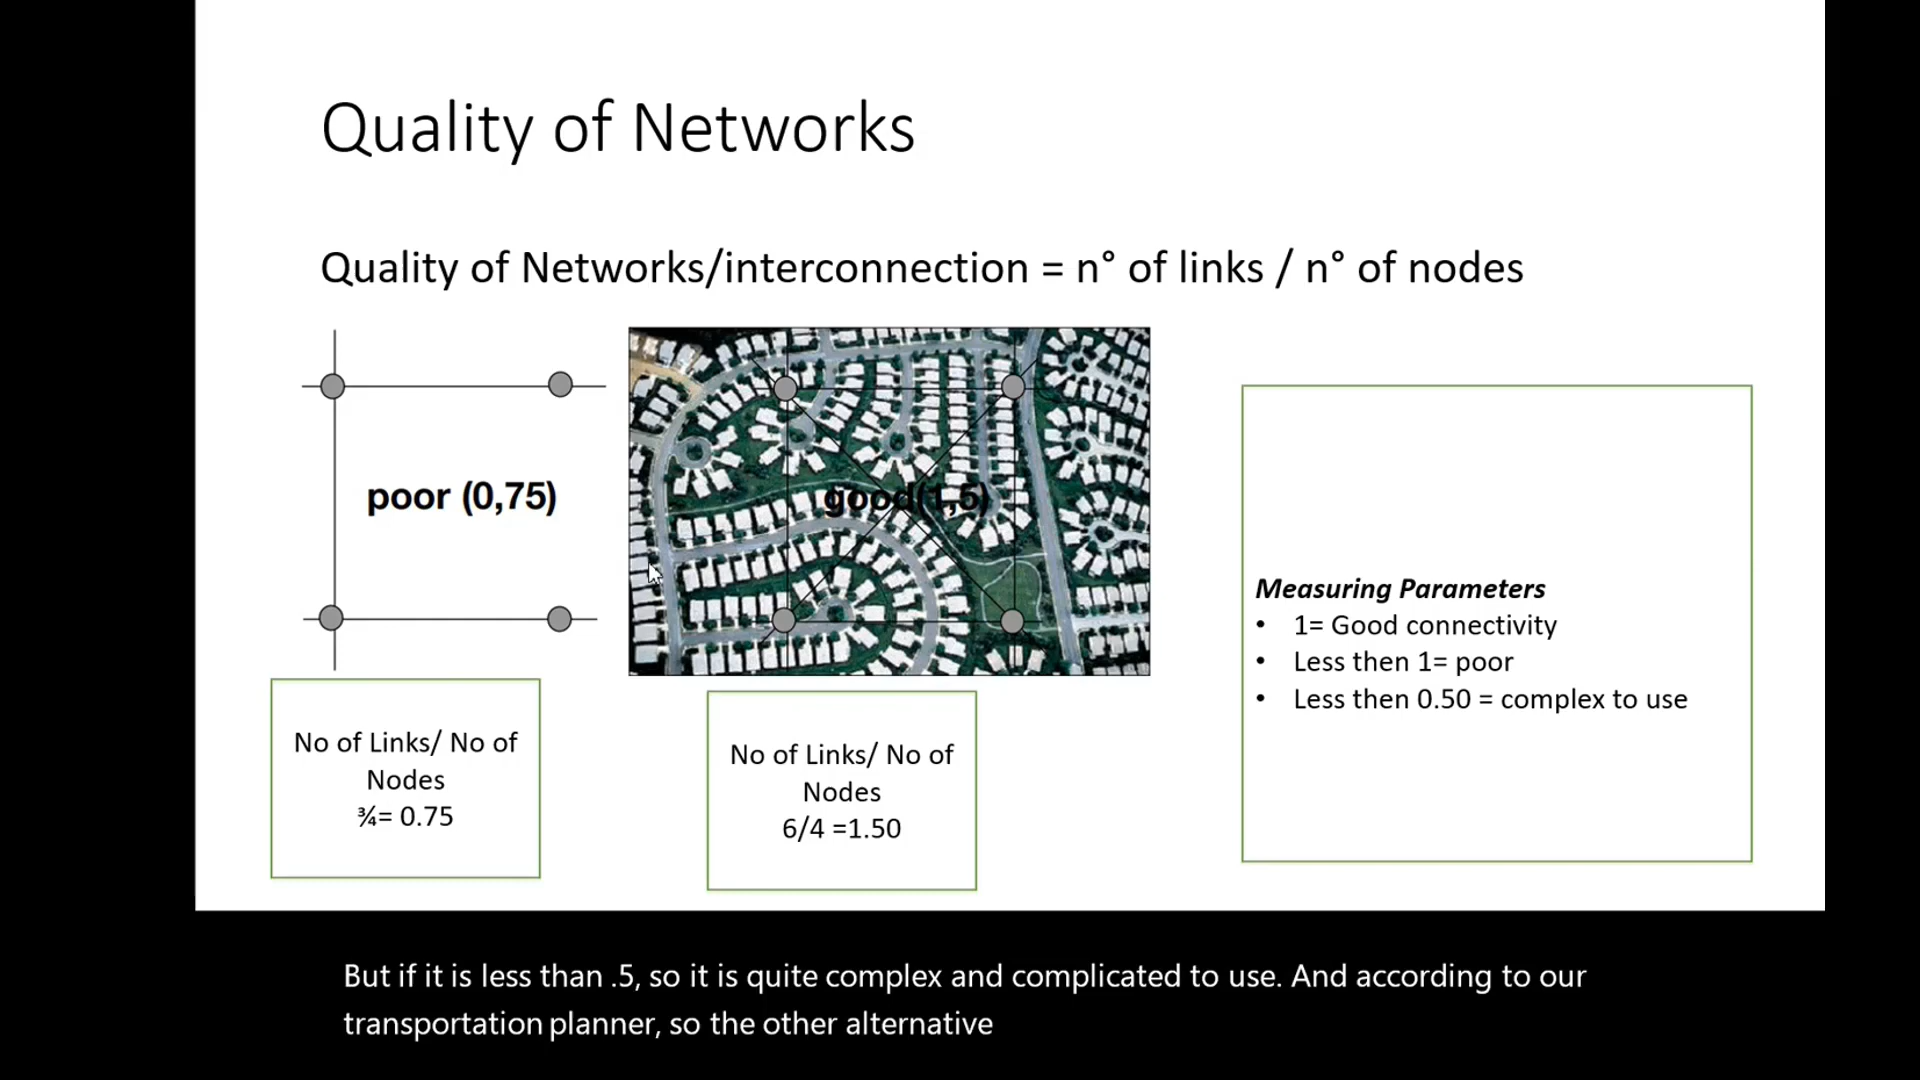 Quality of Networks
Quality of Networks/interconnection = n° of links / n° of nodes
poor (0,75)
good(1,5)
No of Links/ No of
Nodes
¾= 0.75
No of Links/ No of
Nodes
6/4 =1.50
Measuring Parameters
• 1= Good connectivity
• Less then 1= poor
• Less then 0.50 = complex to use
But if it is less than .5, so it is quite complex and complicated to use. And according to our
transportation planner, so the other alternative